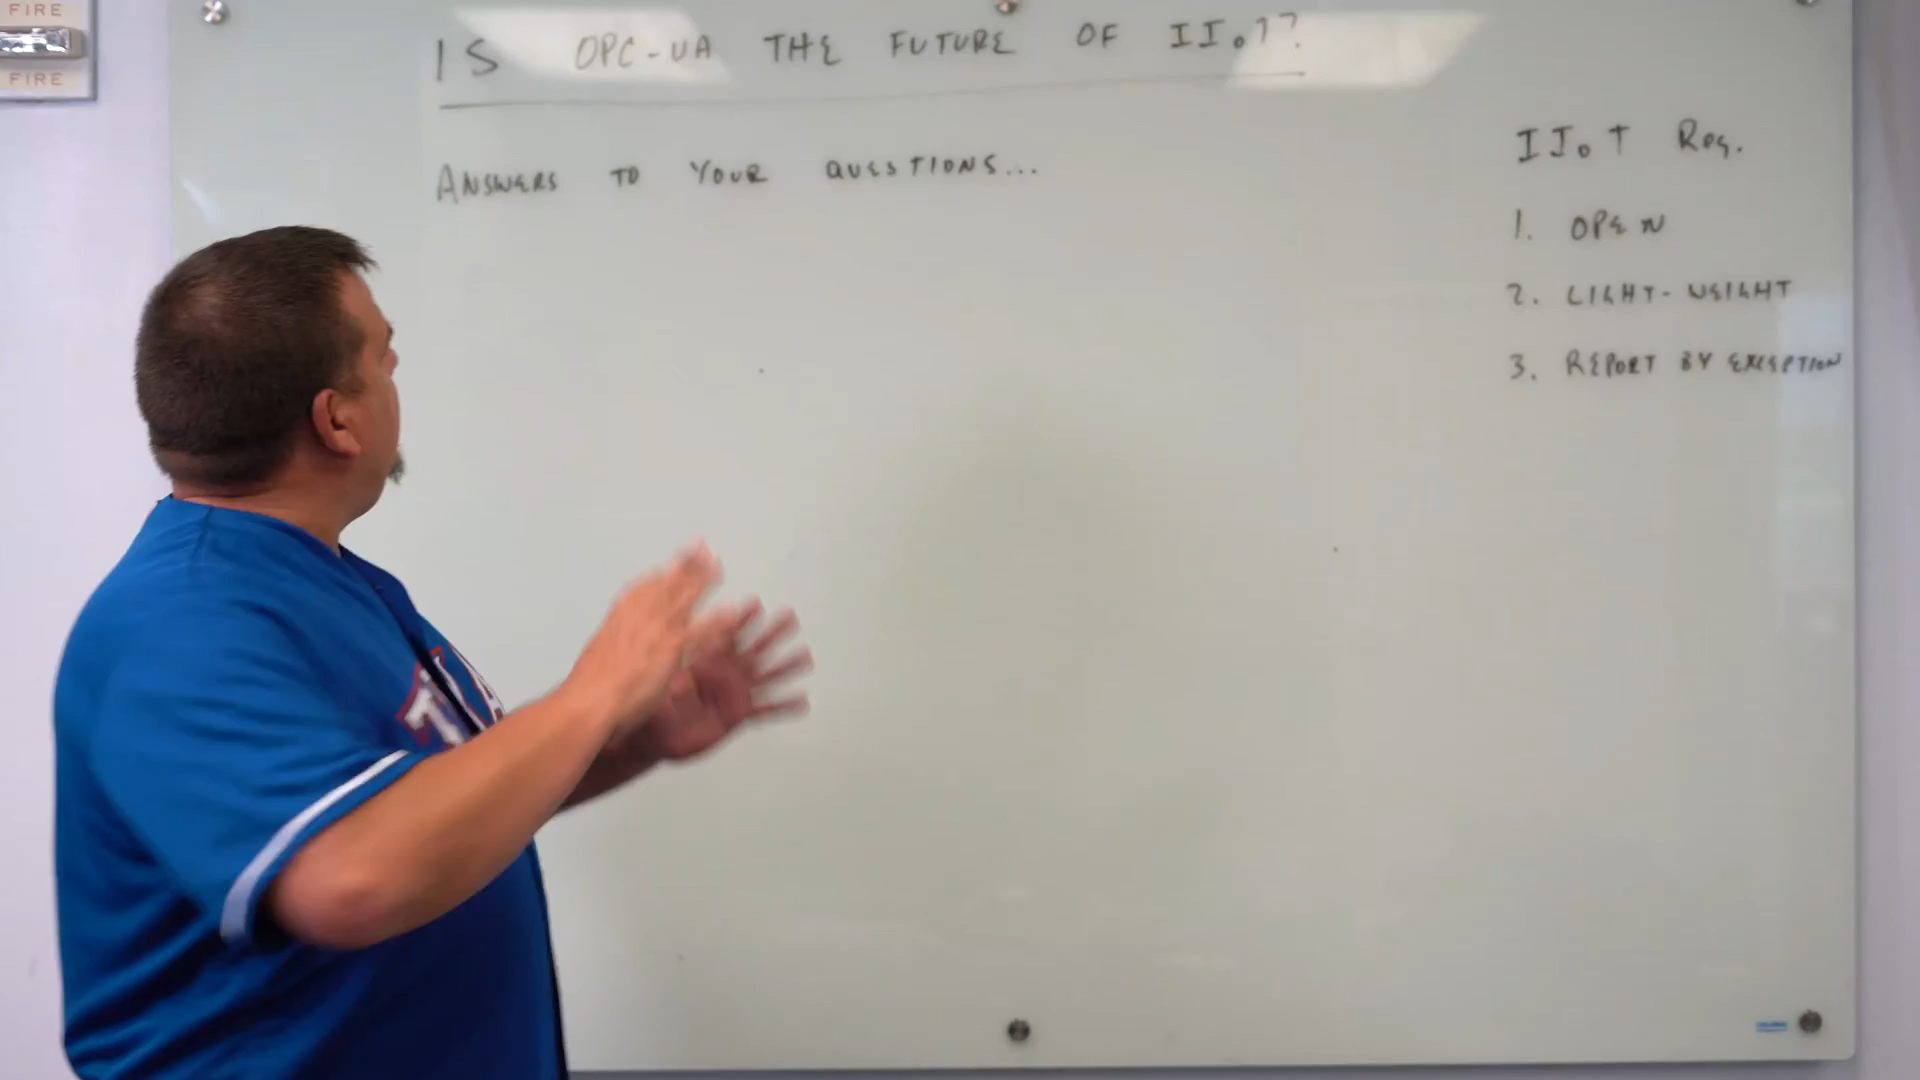 FIRE
FIRE
IS OPC-UA THE FUTURE OF IIoT?
ANSWERS TO YOUR QUESTIONS...
IIoT Req.
1. OPEN
2. LIGHT-WEIGHT
3. REPORT BY EXCEPTION